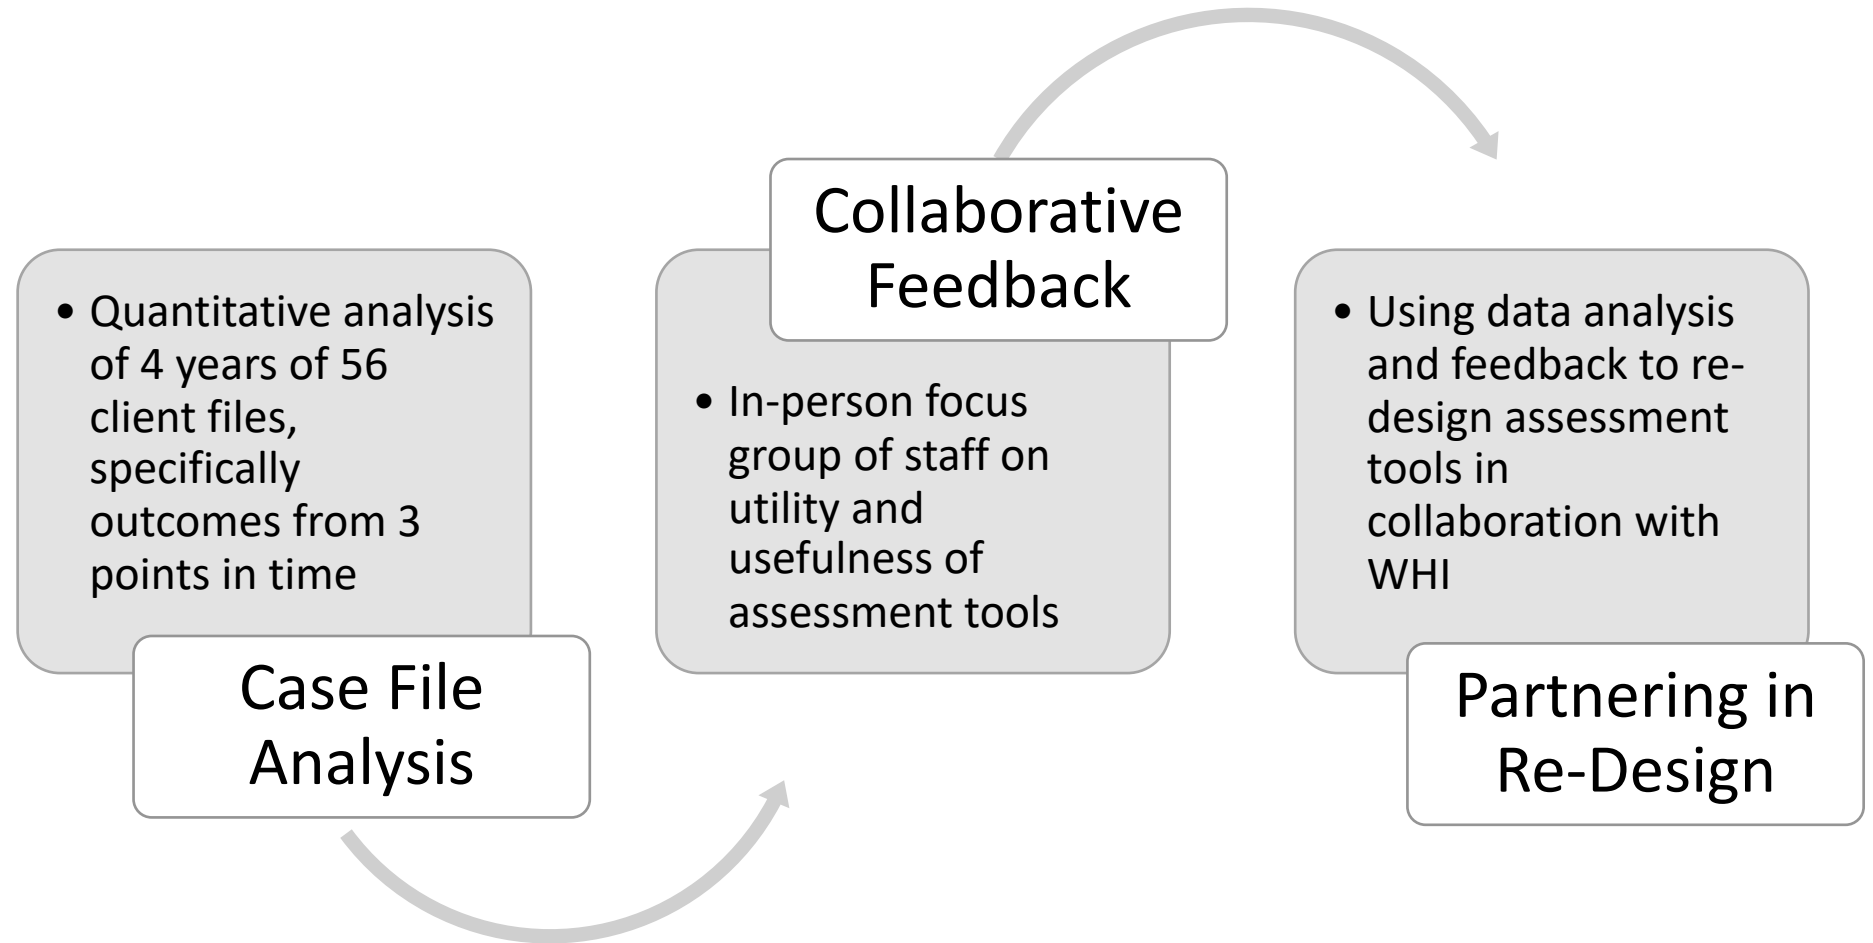 • Quantitative analysis
of 4 years of 56
client files,
specifically
outcomes from 3
points in time
Case File
Analysis
Collaborative
Feedback
• In-person focus
group of staff on
utility and
usefulness of
assessment tools
• Using data analysis
and feedback to re-
design assessment
tools in
collaboration with
WHI
Partnering in
Re-Design